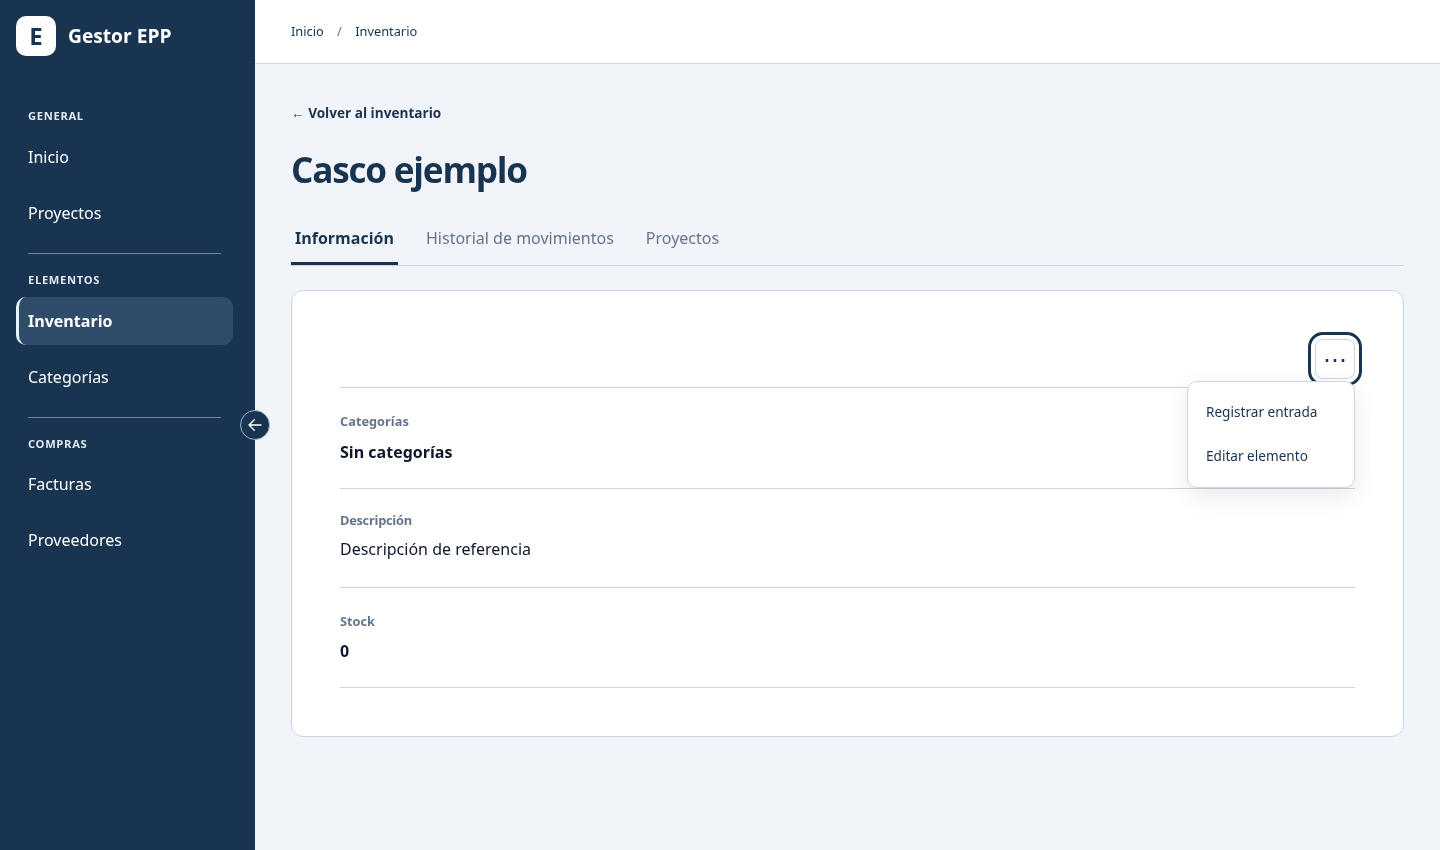 E Gestor EPP
GENERAL
Inicio
Proyectos
ELEMENTOS
Inventario
Categorías
COMPRAS
Facturas
Proveedores
Inicio / Inventario
← Volver al inventario
Casco ejemplo
Información Historial de movimientos Proyectos
...
Registrar entrada
Editar elemento
Categorías
Sin categorías
Descripción
Descripción de referencia
Stock
0